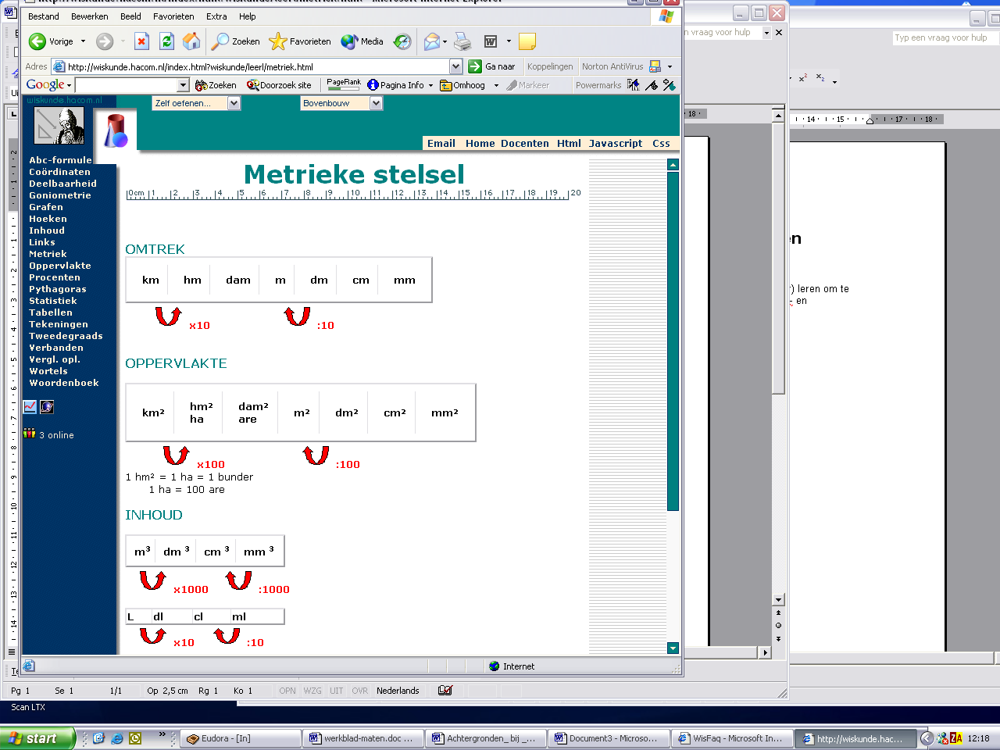 Bestand Bewerken Beeld Favorieten Extra Help
Vorige Zoeken Favorieten Media
Adres http://wiskunde.hacom.nl/index.html?wiskunde/leerl/metriek.html Ga naar Koppelingen Norton AntiVirus
Google Zoeken Doorzoek site PageRank Pagina Info Omhoog Markeer Powermarks
wiskunde.hacom.nl
Zelf oefenen... Bovenbouw
Email Home Docenten Html Javascript Css
Abc-formule
Coördinaten
Deelbaarheid
Goniometrie
Grafen
Hoeken
Inhoud
Links
Metriek
Oppervlakte
Procenten
Pythagoras
Statistiek
Tabellen
Tekeningen
Tweedegraads
Verbanden
Vergl. opl.
Wortels
Woordenboek
3 online
Metrieke stelsel
0cm 1 2 3 4 5 6 7 8 9 10 11 12 13 14 15 16 17 18 19 20
OMTREK
km hm dam m dm cm mm
x10 :10
OPPERVLAKTE
km² hm² dam² m² dm² cm² mm²
ha are
x100 :100
1 hm² = 1 ha = 1 bunder
1 ha = 100 are
INHOUD
m³ dm ³ cm ³ mm ³
x1000 :1000
L dl cl ml
x10 :10
Internet
n vraag voor hulp
Typ een vraag voor hulp
18
14 15 16 17 18
en
) leren om te
en
Pg 1 Se 1 1/1 Op 2,5 cm Rg 1 Ko 1 OPN WZG UIT OVR Nederlands
Scan LTX
start Eudora - [In] werkblad-maten.doc ... Achtergronden_ bij _... Document3 - Microso... WisFaq - Microsoft In... http://wiskunde.hac... 12:18